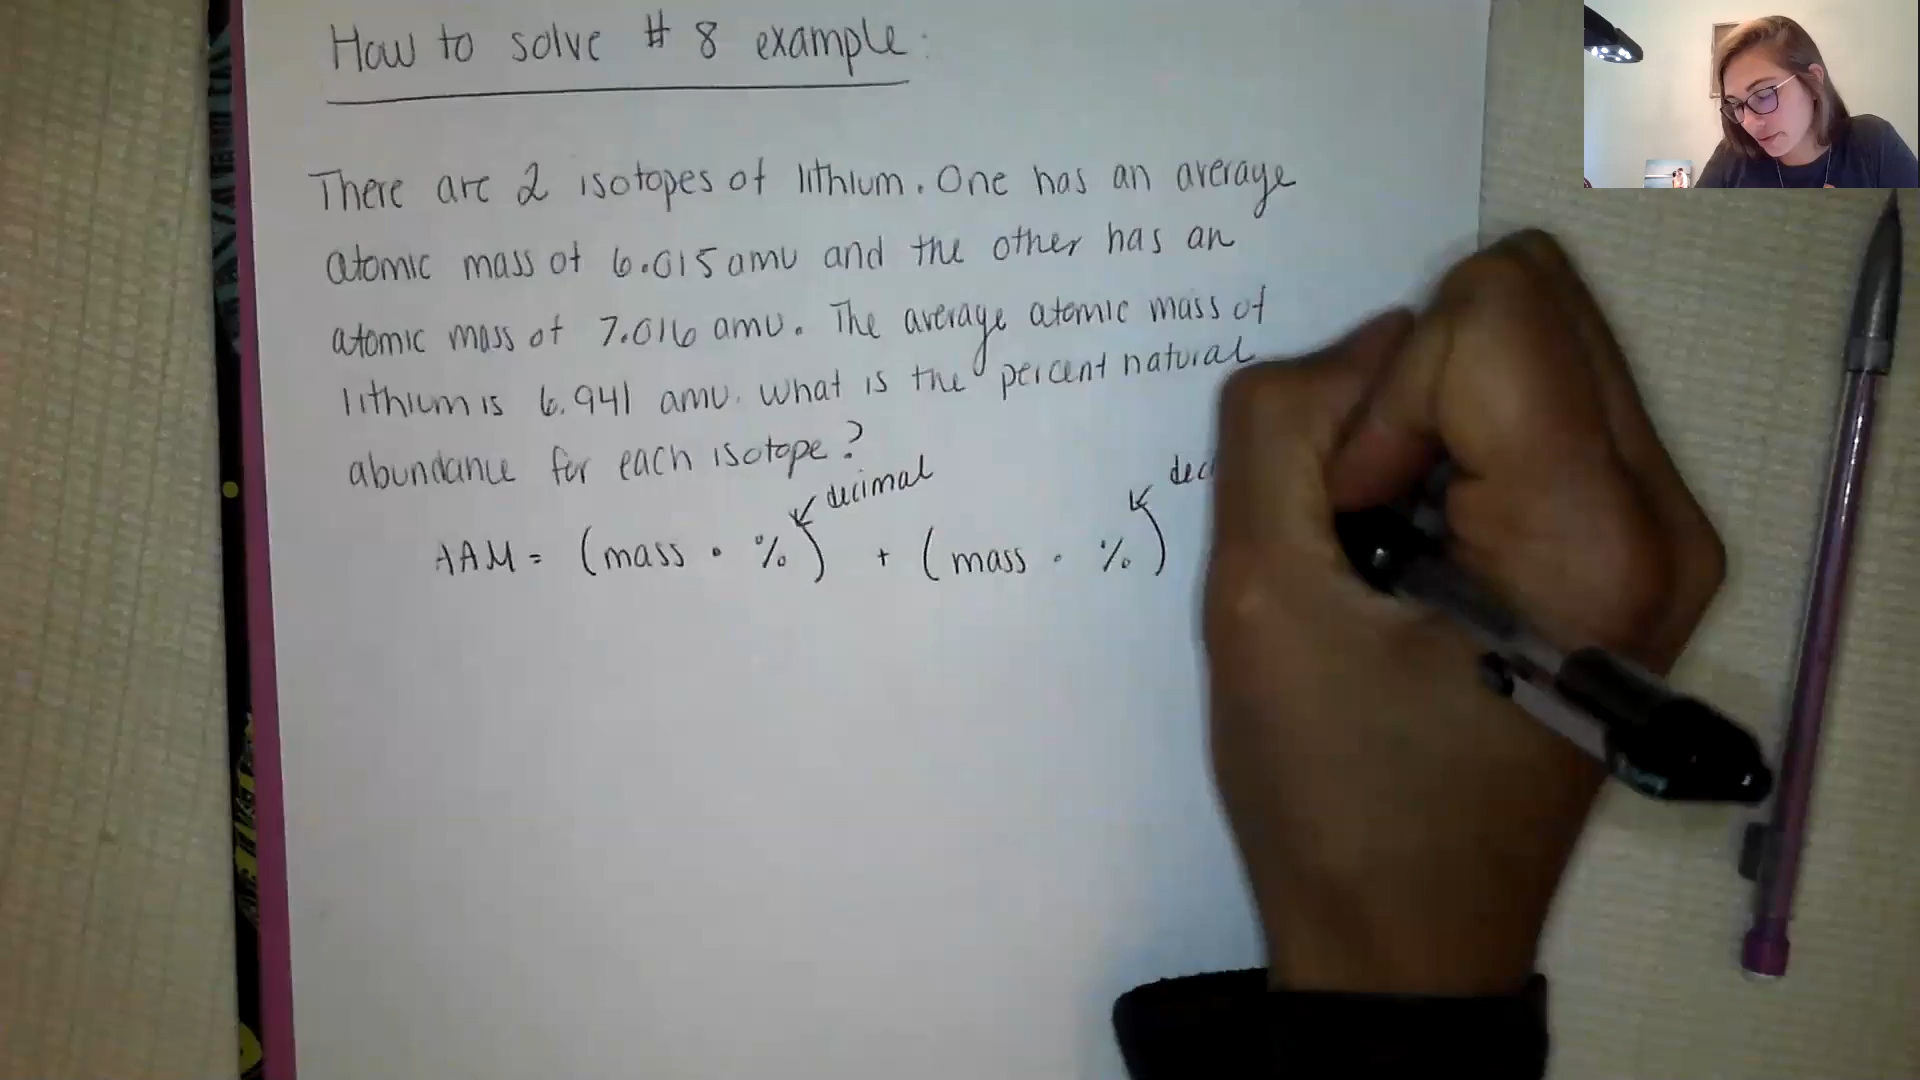 How to solve # 8 example:
There are 2 isotopes of lithium. One has an average
atomic mass of 6.015 amu and the other has an
atomic mass of 7.016 amu. The average atomic mass of
lithium is 6.941 amu. What is the percent natural
abundance for each isotope?
decimal
AAM = (mass • %) + (mass • %)